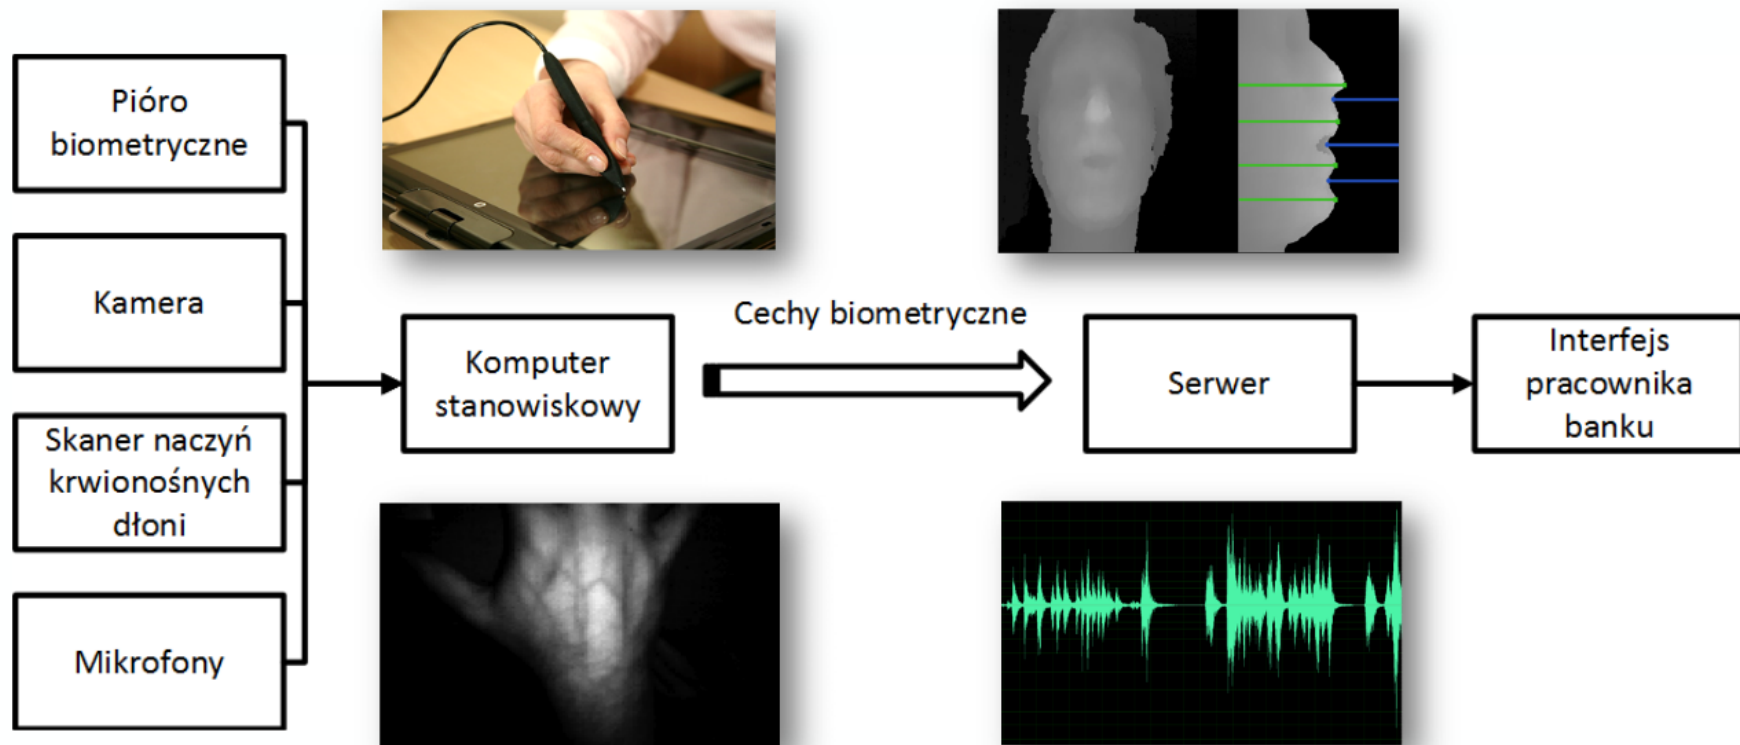 Pióro
biometryczne
Kamera
Skaner naczyń
krwionośnych
dłoni
Mikrofony
Komputer
stanowiskowy
Cechy biometryczne
Serwer
Interfejs
pracownika
banku